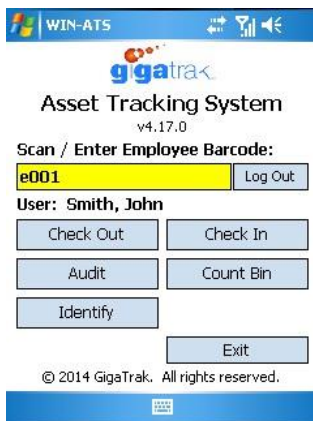 WIN-ATS
gigatrak
Asset Tracking System
v4.17.0
Scan / Enter Employee Barcode:
e001 Log Out
User: Smith, John
Check Out Check In
Audit Count Bin
Identify
Exit
© 2014 GigaTrak. All rights reserved.